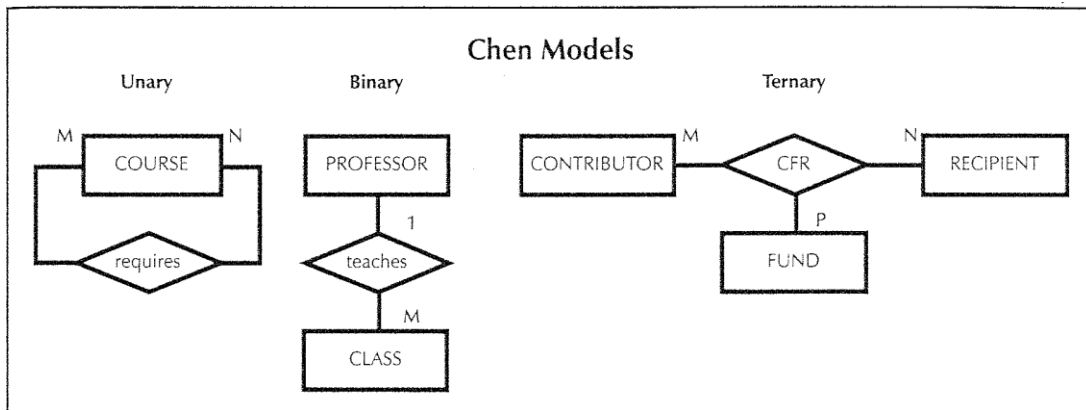 Chen Models
Unary
Binary
Ternary
M
COURSE
N
requires
PROFESSOR
1
teaches
M
CLASS
CONTRIBUTOR
M
CFR
N
RECIPIENT
P
FUND